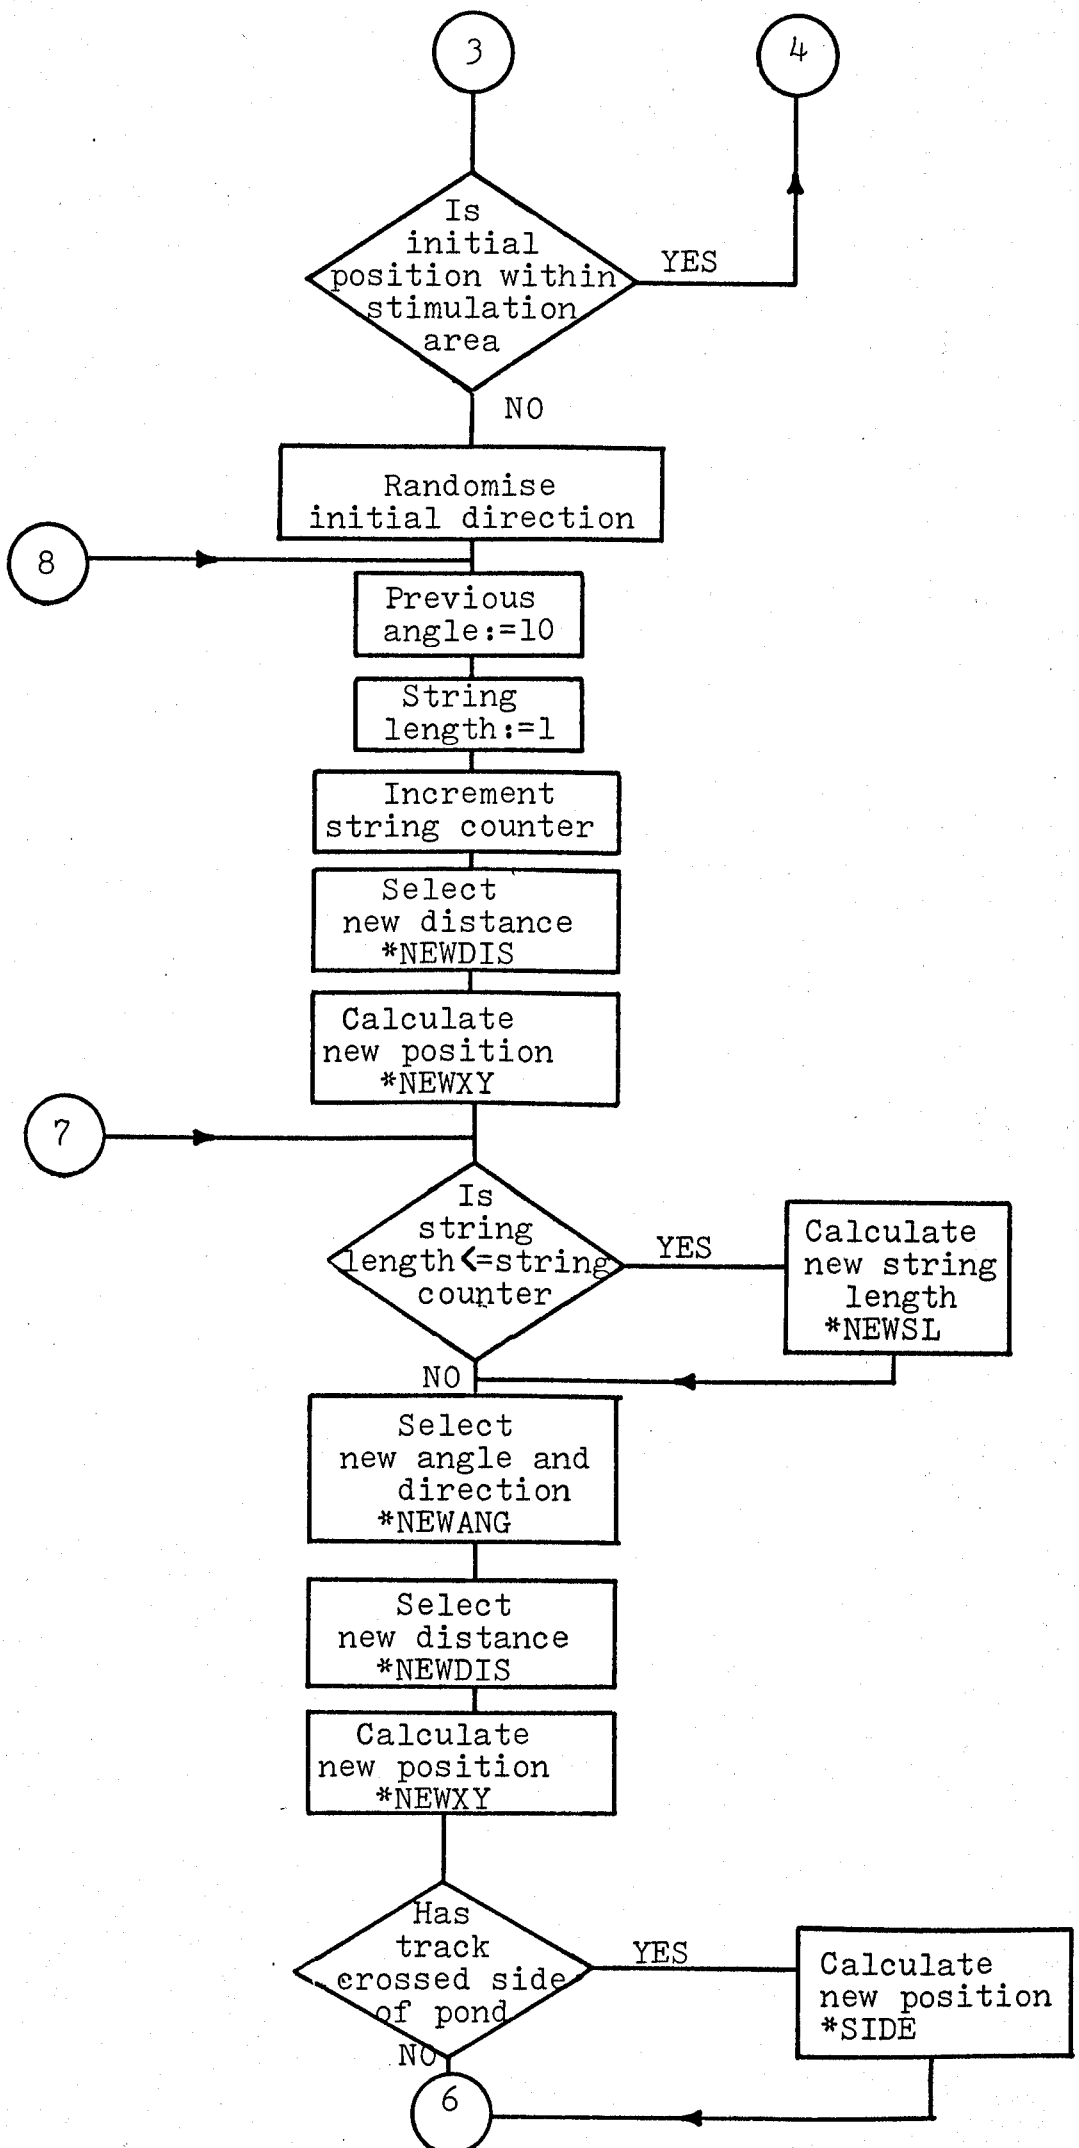 3
4
Is
initial
position within
stimulation
area
YES
NO
Randomise
initial direction
8
Previous
angle:=10
String
length:=1
Increment
string counter
Select
new distance
*NEWDIS
Calculate
new position
*NEWXY
7
Is
string
length<=string
counter
YES
Calculate
new string
length
*NEWSL
NO
Select
new angle and
direction
*NEWANG
Select
new distance
*NEWDIS
Calculate
new position
*NEWXY
Has
track
crossed side
of pond
YES
Calculate
new position
*SIDE
NO
6